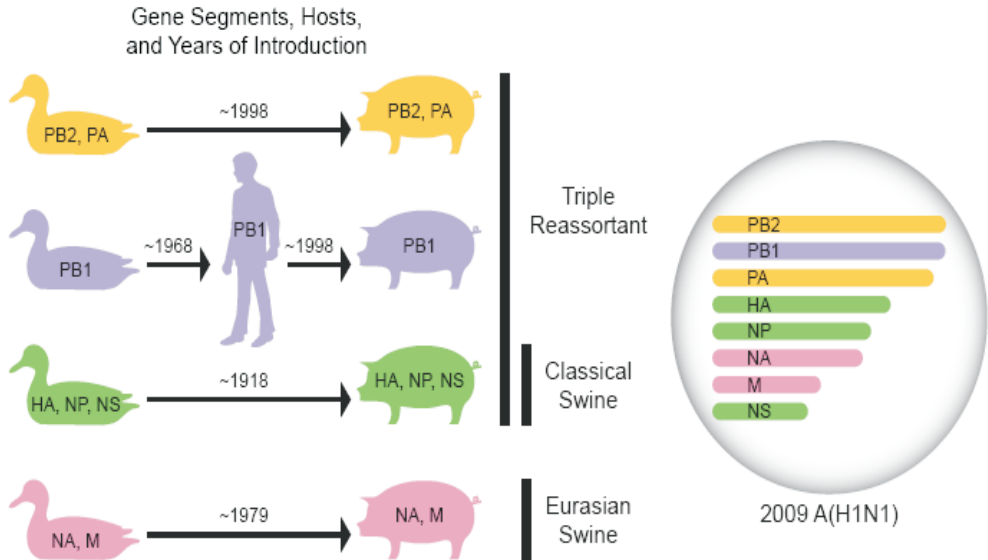 Gene Segments, Hosts,
and Years of Introduction
PB2, PA
~1998
PB2, PA
PB1
~1968
PB1
~1998
PB1
HA, NP, NS
~1918
HA, NP, NS
NA, M
~1979
NA, M
Triple
Reassortant
Classical
Swine
Eurasian
Swine
PB2
PB1
PA
HA
NP
NA
M
NS
2009 A(H1N1)